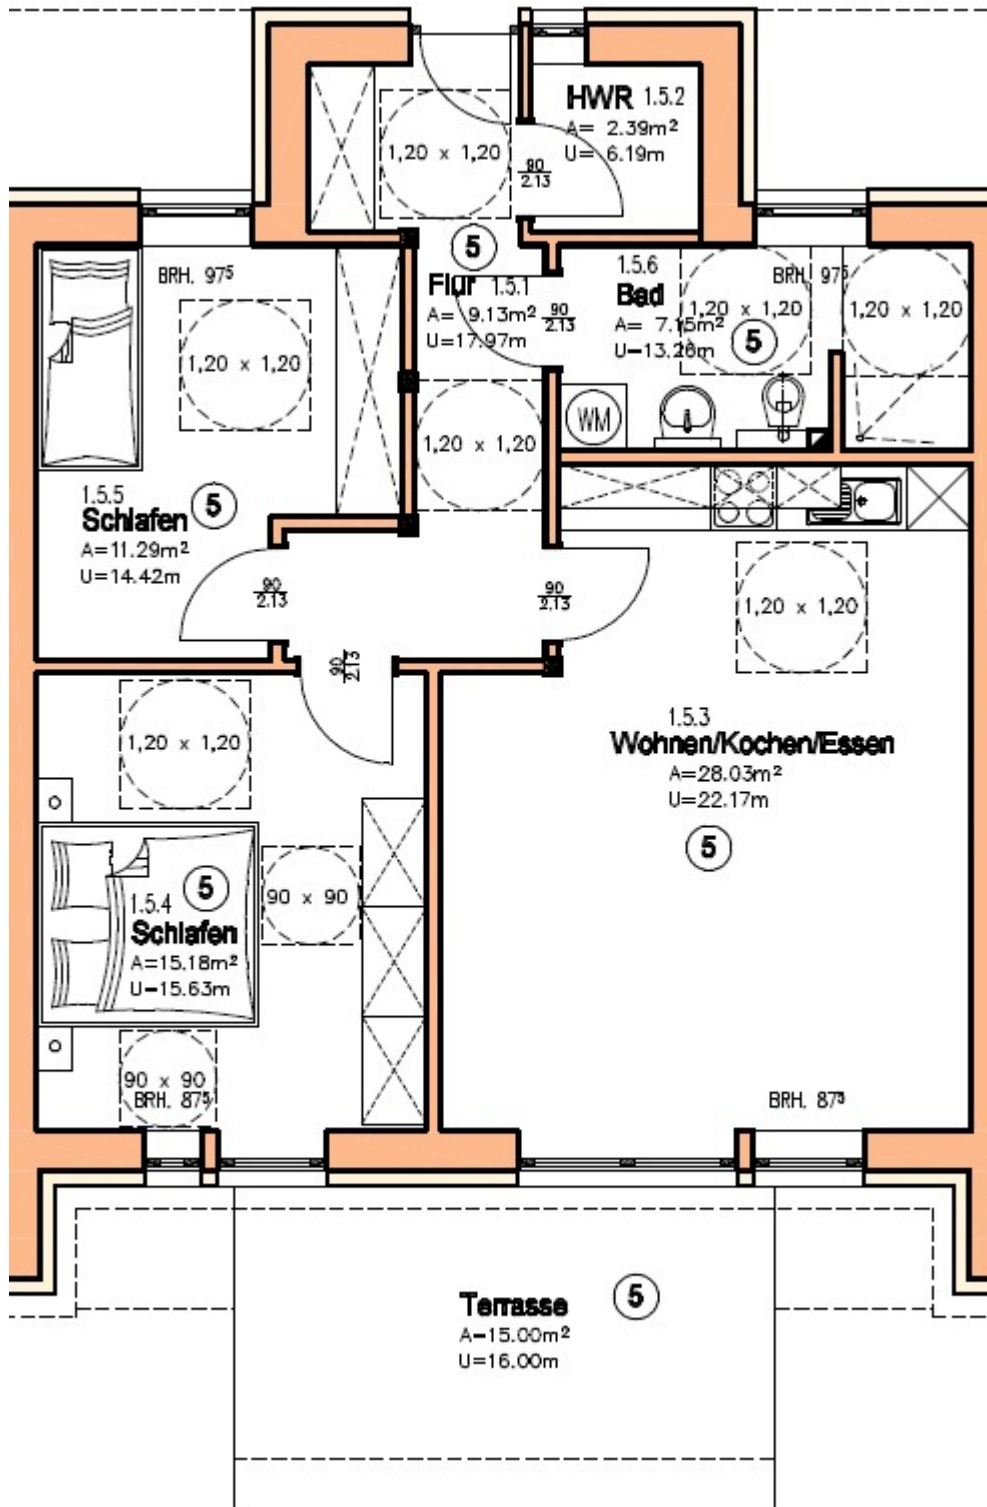 HWR 1.5.2
A= 2.39m²
U= 6.19m
1,20 x 1,20
90
2.13
5
Flur 1.5.1
A= 9.13m²
U=17.97m
90
2.13
1.5.6
Bad
A= 7.15m²
U=13.26m
5
BRH. 97⁵
1,20 x 1,20
1,20 x 1,20
WM
BRH. 97⁵
1,20 x 1,20
1,20 x 1,20
1.5.5
Schlafen
5
A=11.29m²
U=14.42m
90
2.13
90
2.13
90
2.13
1,20 x 1,20
1,20 x 1,20
1.5.3
Wohnen/Kochen/Essen
A=28.03m²
U=22.17m
5
1.5.4
5
Schlafen
A=15.18m²
U=15.63m
90 x 90
90 x 90
BRH. 87⁵
BRH. 87⁵
Terrasse
5
A=15.00m²
U=16.00m